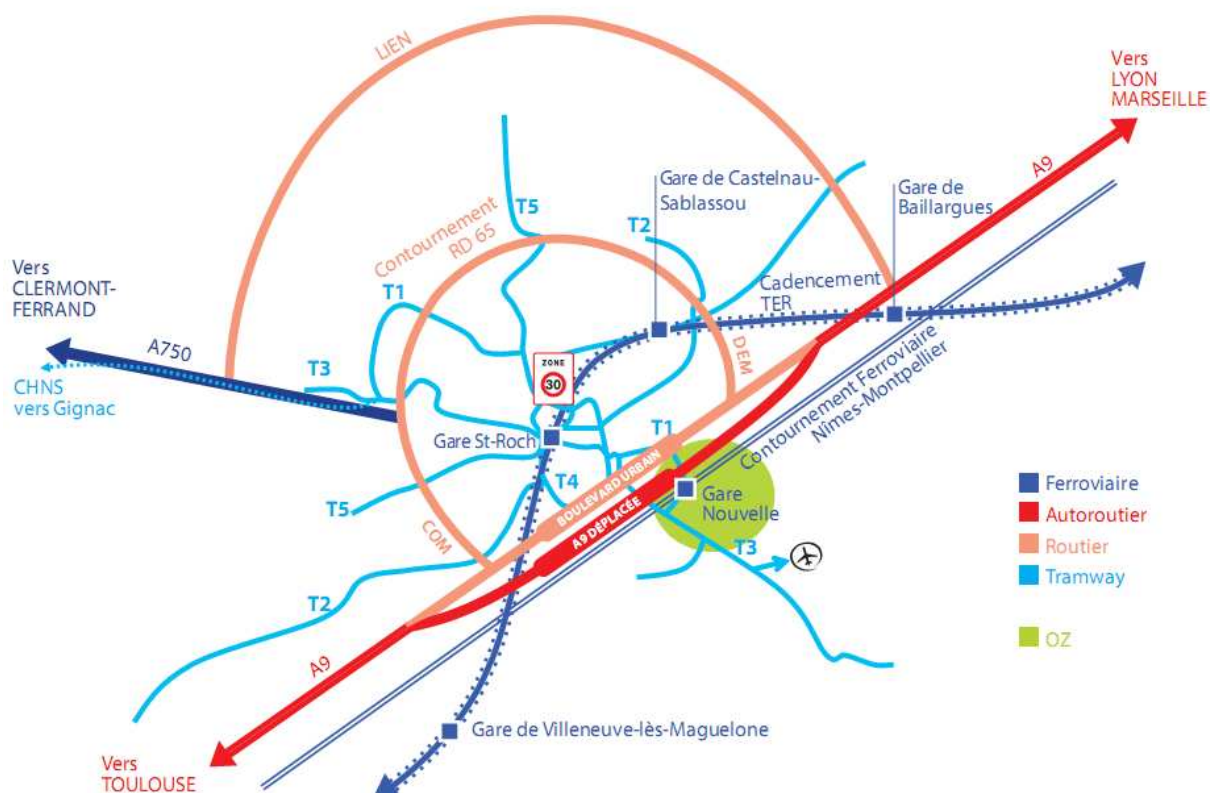 LIEN
Vers
LYON
MARSEILLE
A9
Gare de Castelnau-
Sablassou
Gare de
Baillargues
T5
Contournement
RD 65
T2
Vers
CLERMONT-
FERRAND
T1
Cadencement
TER
A750
CHNS
vers Gignac
T3
ZONE
30
DEM
Contournement Ferroviaire
Nîmes-Montpellier
Gare St-Roch
T1
BOULEVARD URBAIN
T4
A9 DÉPLACÉE
Gare
Nouvelle
T5
COM
T3
T2
Ferroviaire
Autoroutier
Routier
Tramway
OZ
A9
Gare de Villeneuve-lès-Maguelone
Vers
TOULOUSE